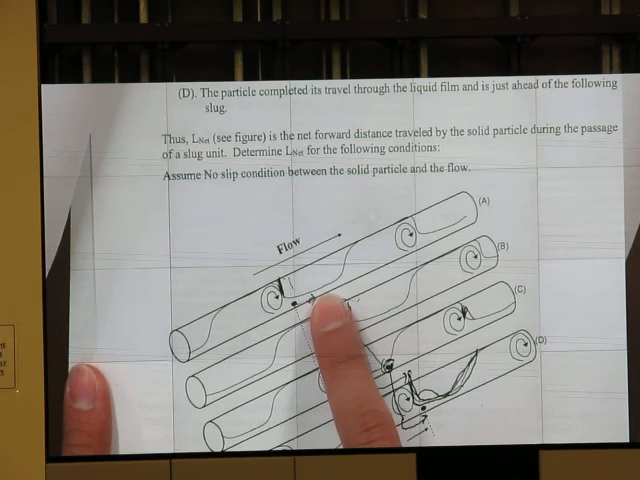 (D). The particle completed its travel through the liquid film and is just ahead of the following
slug.
Thus, LNet (see figure) is the net forward distance traveled by the solid particle during the passage
of a slug unit. Determine LNet for the following conditions:
Assume No slip condition between the solid particle and the flow.
Flow
(A)
(B)
(C)
(D)